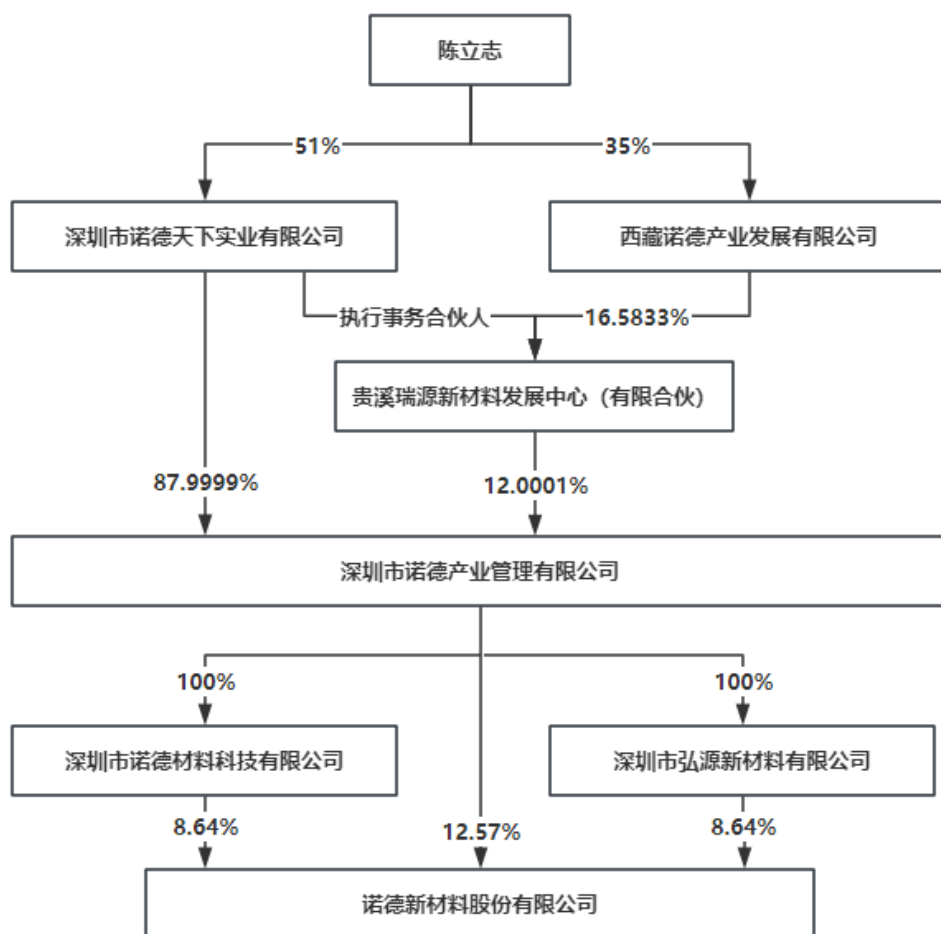 陈立志
51%
35%
深圳市诺德天下实业有限公司
西藏诺德产业发展有限公司
执行事务合伙人
16.5833%
贵溪瑞源新材料发展中心（有限合伙）
87.9999%
12.0001%
深圳市诺德产业管理有限公司
100%
100%
深圳市诺德材料科技有限公司
深圳市弘源新材料有限公司
8.64%
12.57%
8.64%
诺德新材料股份有限公司